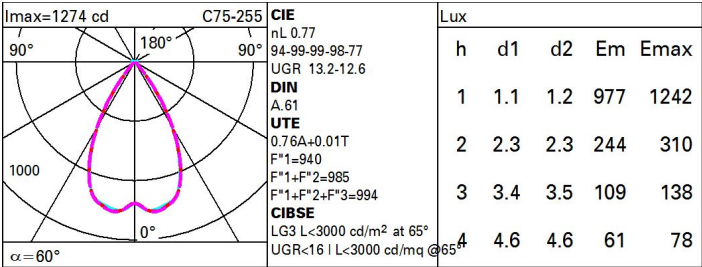 Imax=1274 cd C75-255
90° 180° 90°
1000
0°
α=60°
CIE
nL 0.77
94-99-99-98-77
UGR 13.2-12.6
DIN
A.61
UTE
0.76A+0.01T
F"1=940
F"1+F"2=985
F"1+F"2+F"3=994
CIBSE
LG3 L<3000 cd/m² at 65°
UGR<16 | L<3000 cd/mq @65°
Lux
h d1 d2 Em Emax
1 1.1 1.2 977 1242
2 2.3 2.3 244 310
3 3.4 3.5 109 138
4 4.6 4.6 61 78